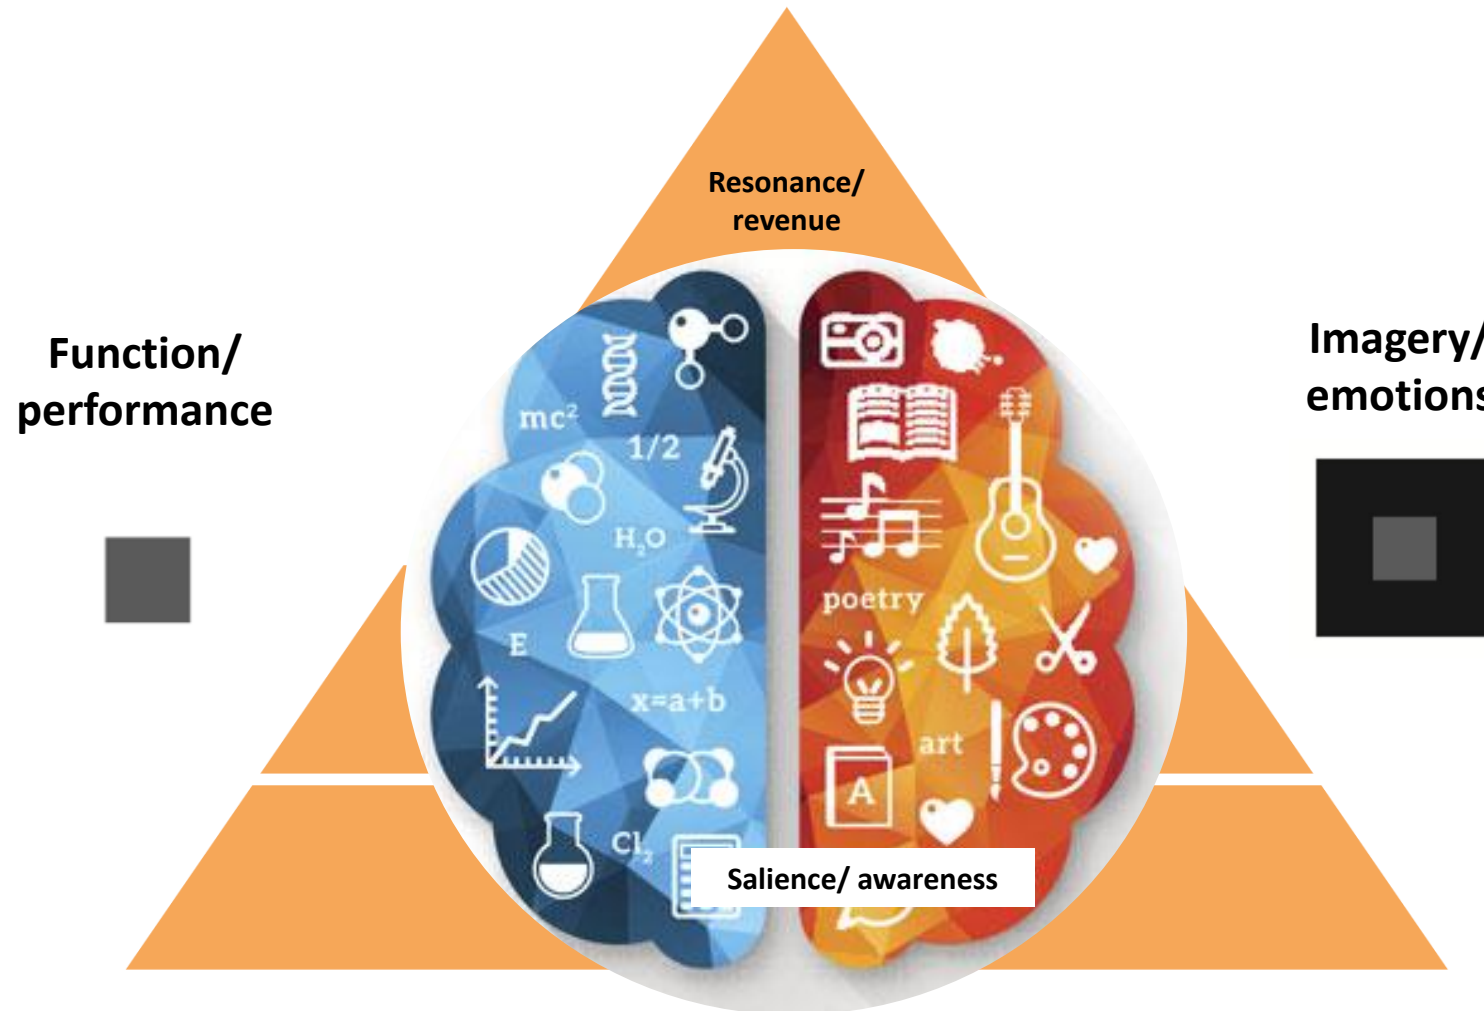 Resonance/
revenue
Function/
performance
Imagery/
emotions
mc²
1/2
H₂O
E
x=a+b
Cl₂
poetry
art
A
Salience/ awareness